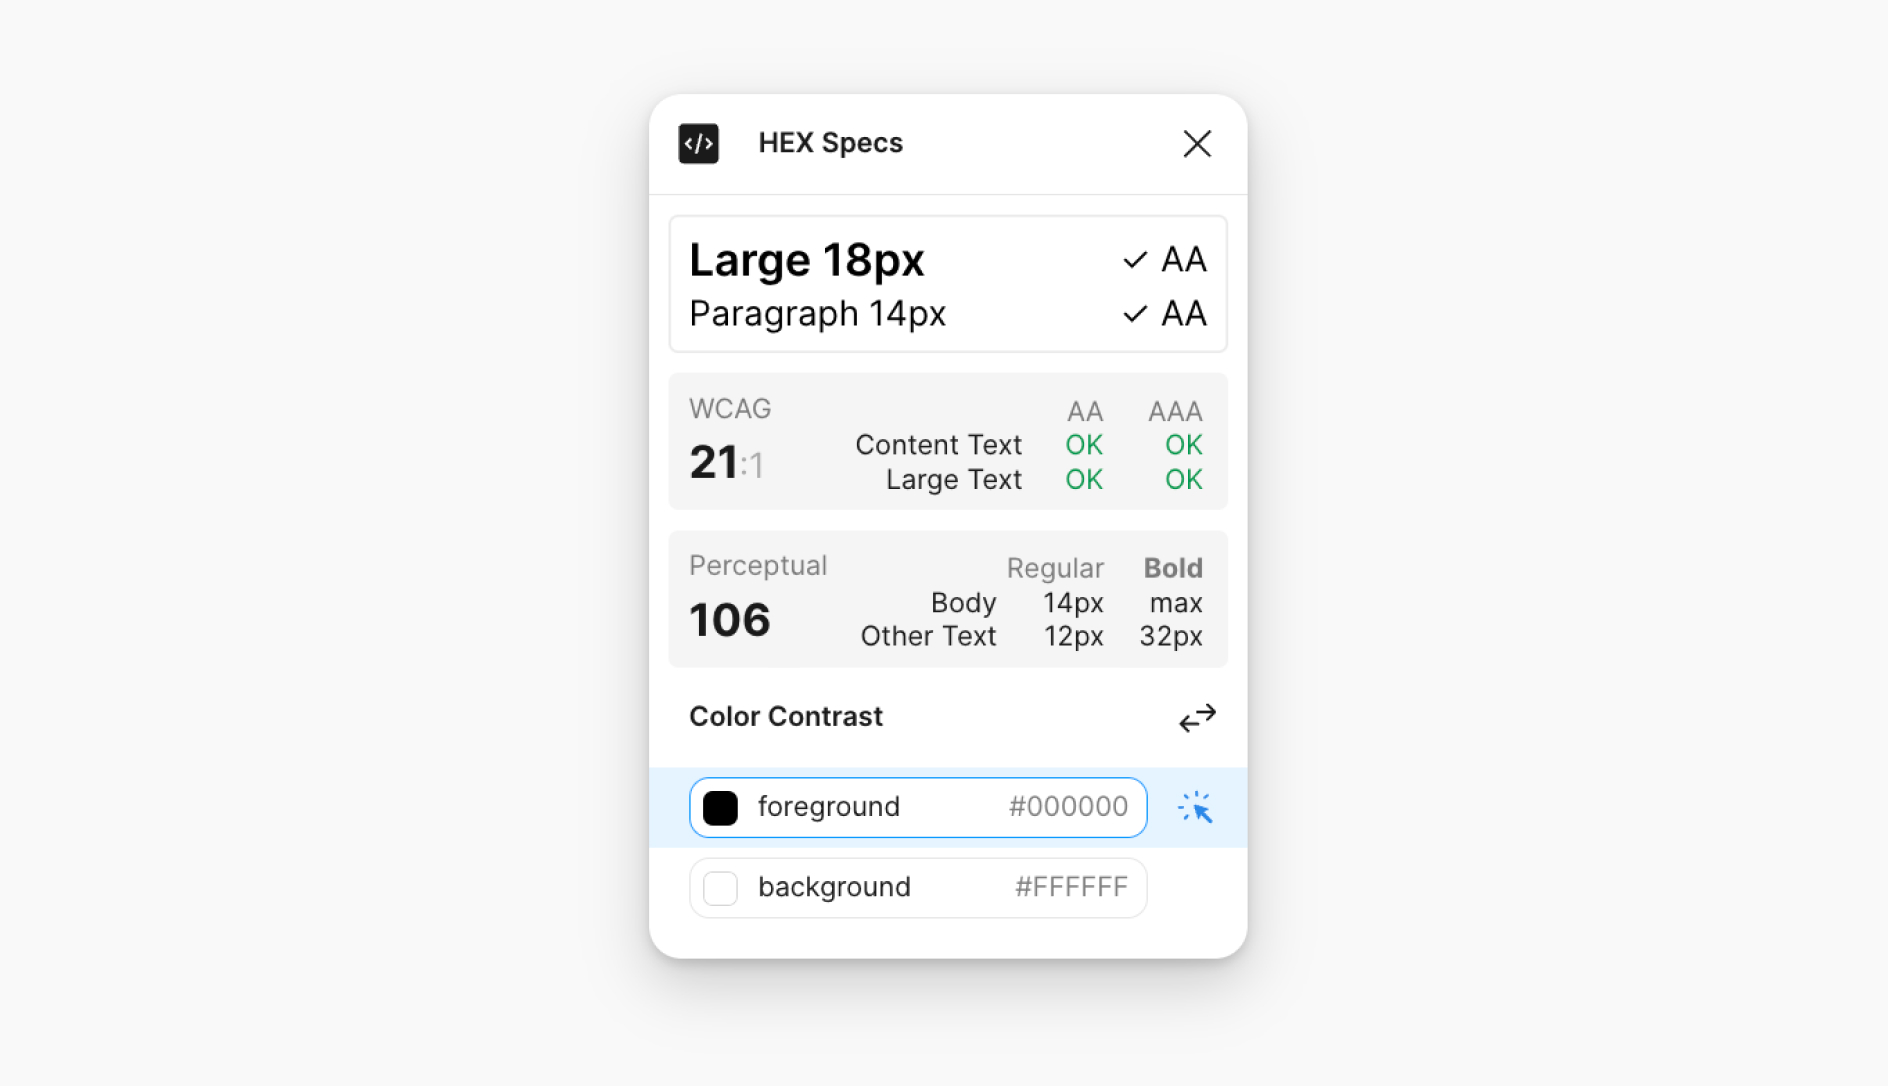 </> HEX Specs
Large 18px ✓ AA
Paragraph 14px ✓ AA
WCAG AA AAA
21:1 Content Text OK OK
Large Text OK OK
Perceptual Regular Bold
106 Body 14px max
Other Text 12px 32px
Color Contrast
foreground #000000
background #FFFFFF